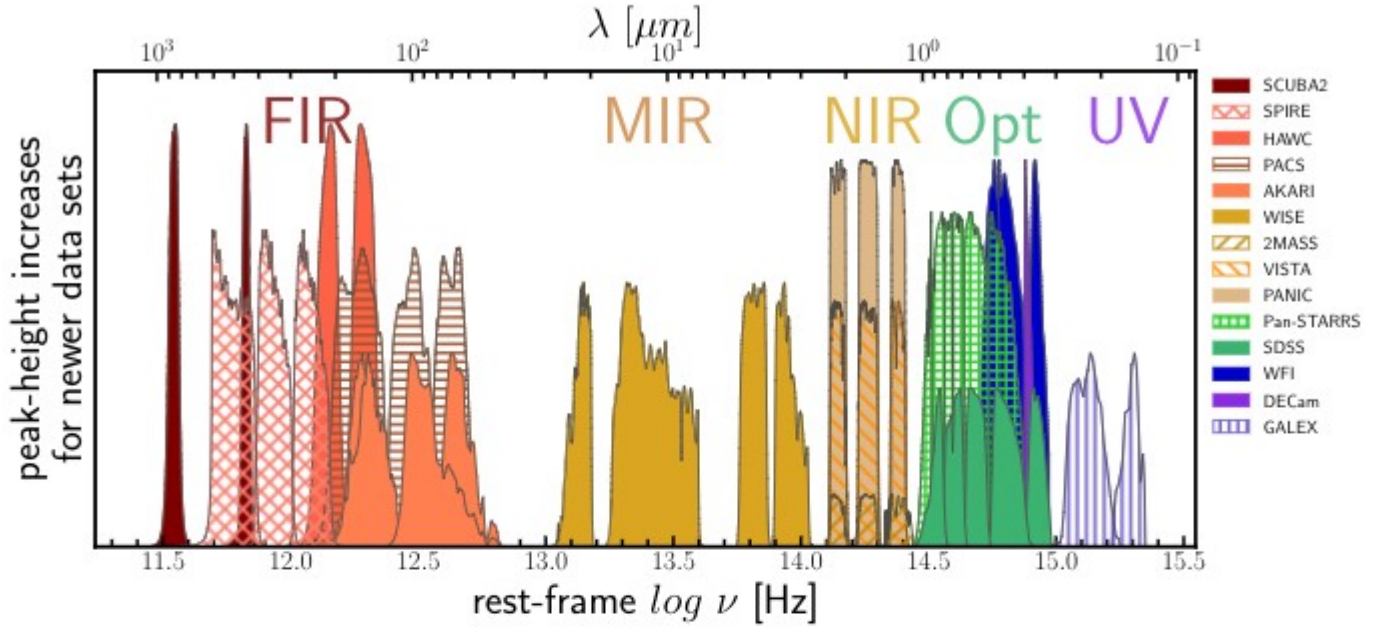 λ [μm]
10³ 10² 10¹ 10⁰ 10⁻¹
FIR MIR NIR Opt UV
peak-height increases
for newer data sets
11.5 12.0 12.5 13.0 13.5 14.0 14.5 15.0 15.5
rest-frame log ν [Hz]
SCUBA2
SPIRE
HAWC
PACS
AKARI
WISE
2MASS
VISTA
PANIC
Pan-STARRS
SDSS
WFI
DECam
GALEX